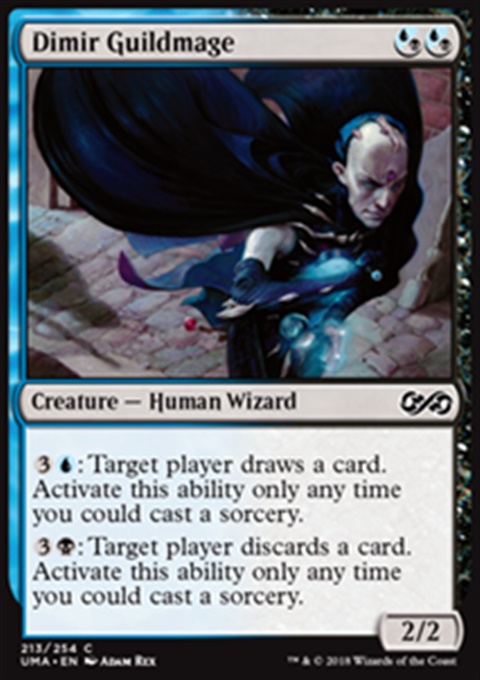 Dimir Guildmage
Creature — Human Wizard
3: Target player draws a card.
Activate this ability only any time
you could cast a sorcery.
3: Target player discards a card.
Activate this ability only any time
you could cast a sorcery.
2/2
213/254 C
UMA • EN Adam Rex
™ & © 2018 Wizards of the Coast